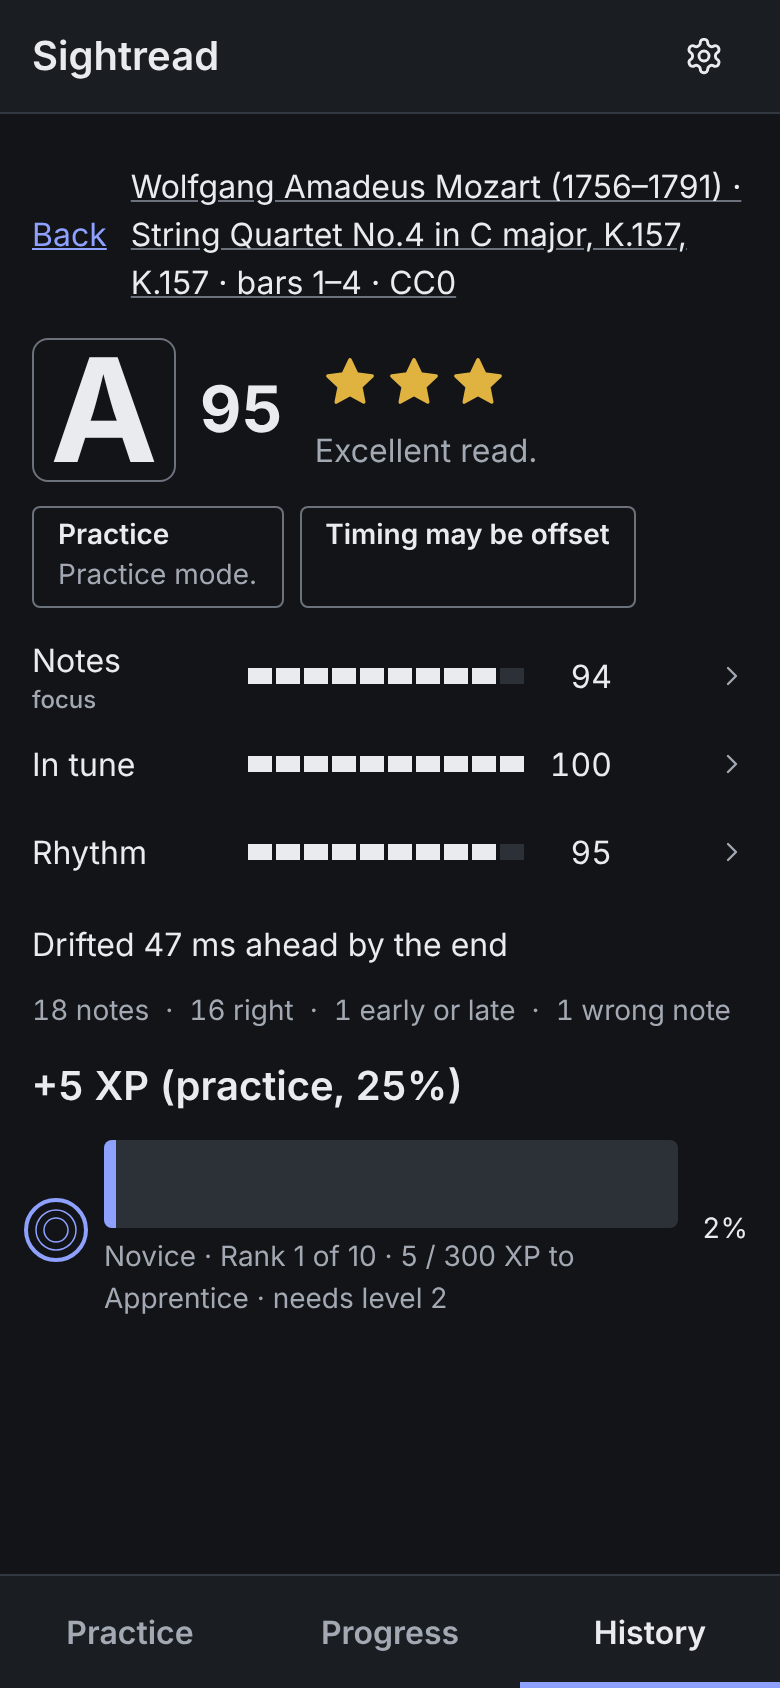 Sightread
Wolfgang Amadeus Mozart (1756–1791) ·
Back
String Quartet No.4 in C major, K.157,
K.157 · bars 1–4 · CC0
A
95
Excellent read.
Practice
Practice mode.
Timing may be offset
Notes
focus
94
In tune
100
Rhythm
95
Drifted 47 ms ahead by the end
18 notes · 16 right · 1 early or late · 1 wrong note
+5 XP (practice, 25%)
2%
Novice · Rank 1 of 10 · 5 / 300 XP to
Apprentice · needs level 2
Practice
Progress
History